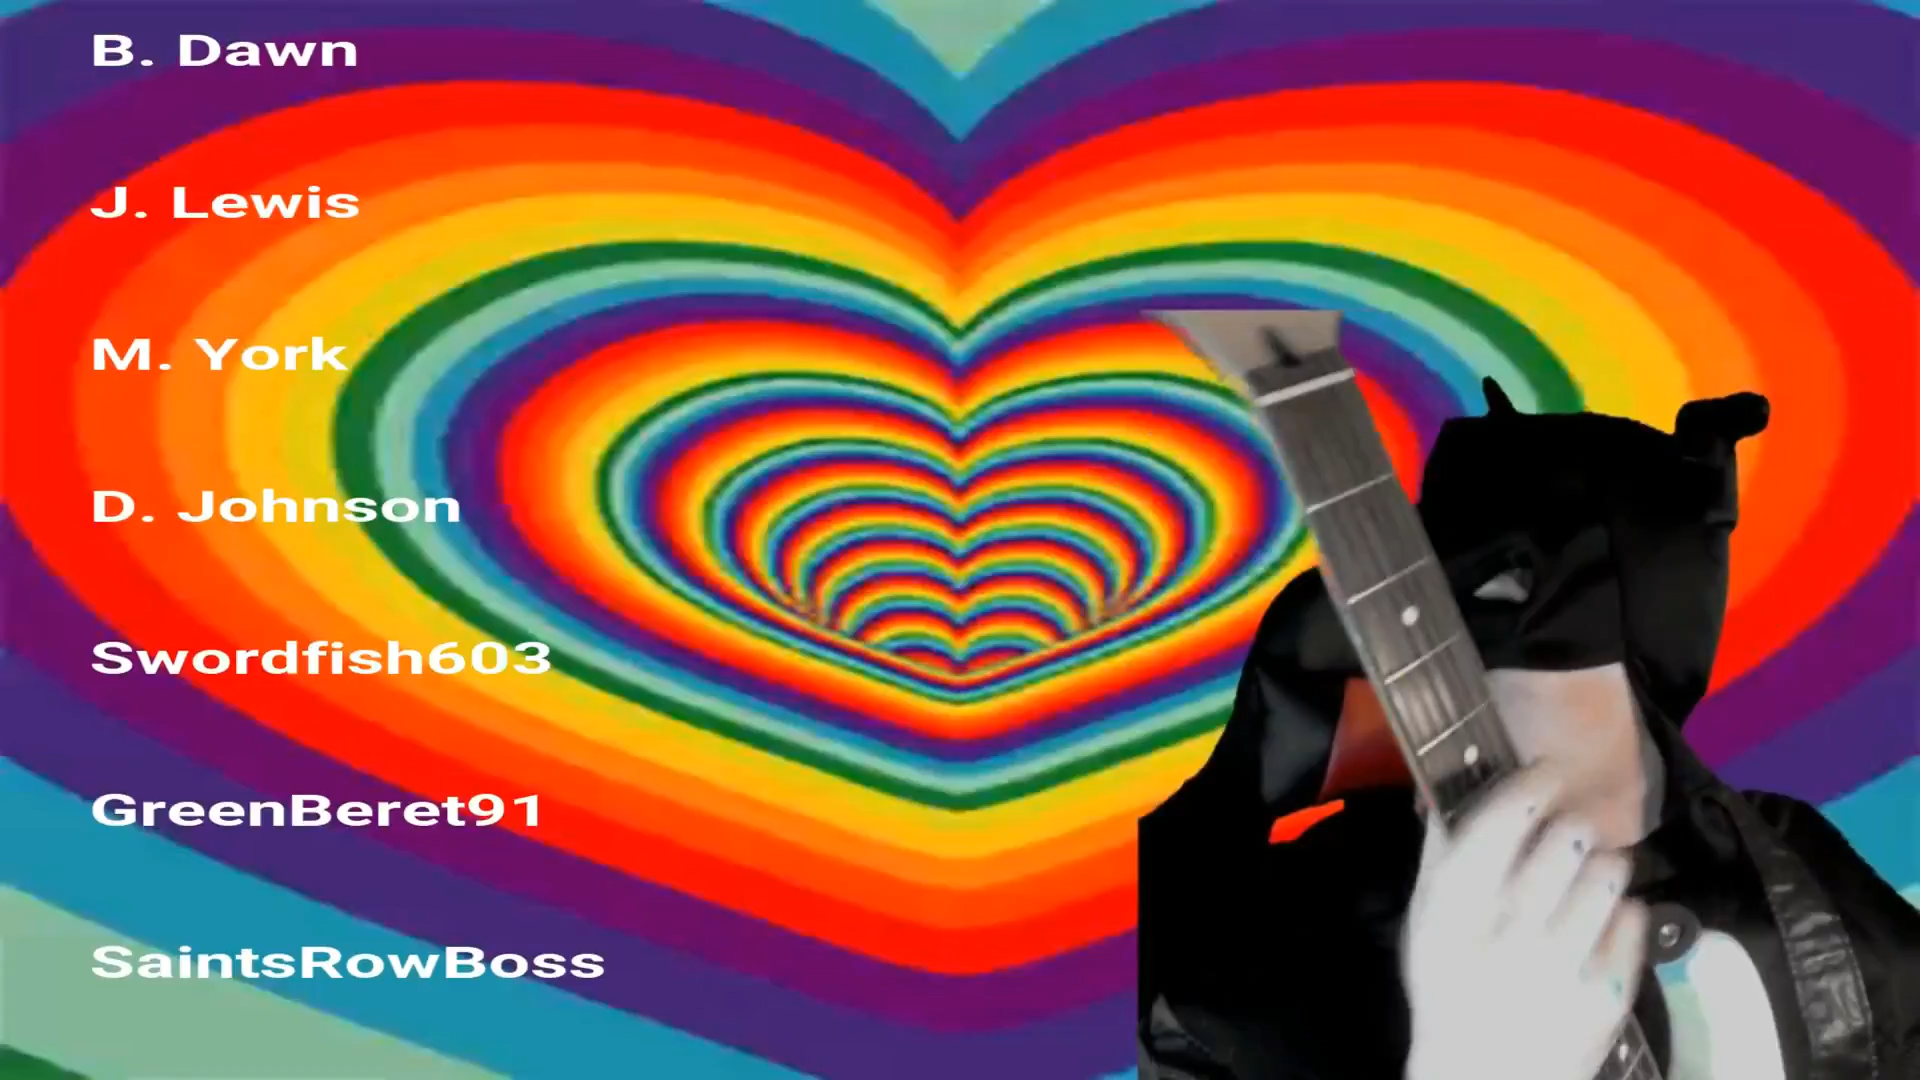 B. Dawn
J. Lewis
M. York
D. Johnson
Swordfish603
GreenBeret91
SaintsRowBoss